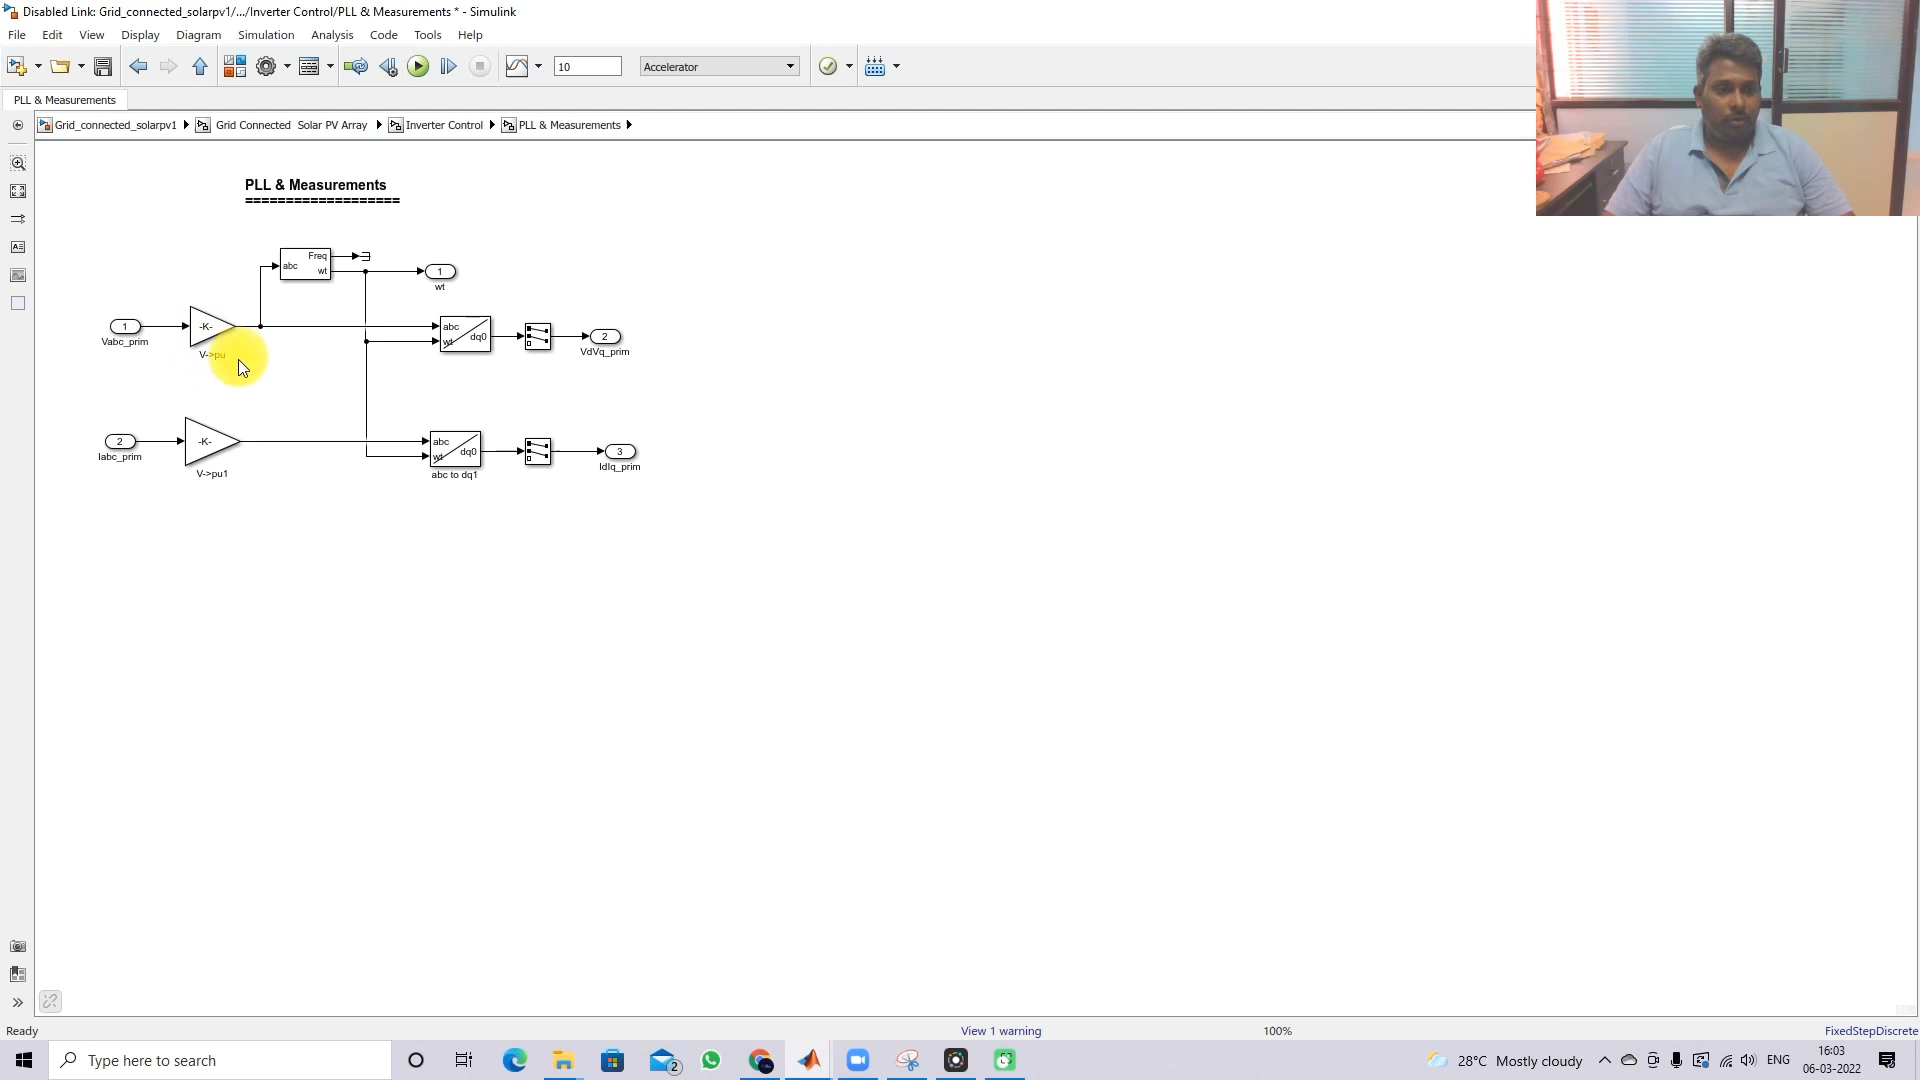 Disabled Link: Grid_connected_solarpv1/.../Inverter Control/PLL & Measurements * - Simulink
File Edit View Display Diagram Simulation Analysis Code Tools Help
10 Accelerator
PLL & Measurements
Grid_connected_solarpv1 Grid Connected Solar PV Array Inverter Control PLL & Measurements
PLL & Measurements
===================
abc Freq
wt
1
wt
1
Vabc_prim
-K-
V->pu
abc
wt
dq0
2
VdVq_prim
2
Iabc_prim
-K-
V->pu1
abc
wt
dq0
abc to dq1
3
IdIq_prim
Ready View 1 warning 100% FixedStepDiscrete
Type here to search
2
28°C Mostly cloudy
ENG
16:03
06-03-2022